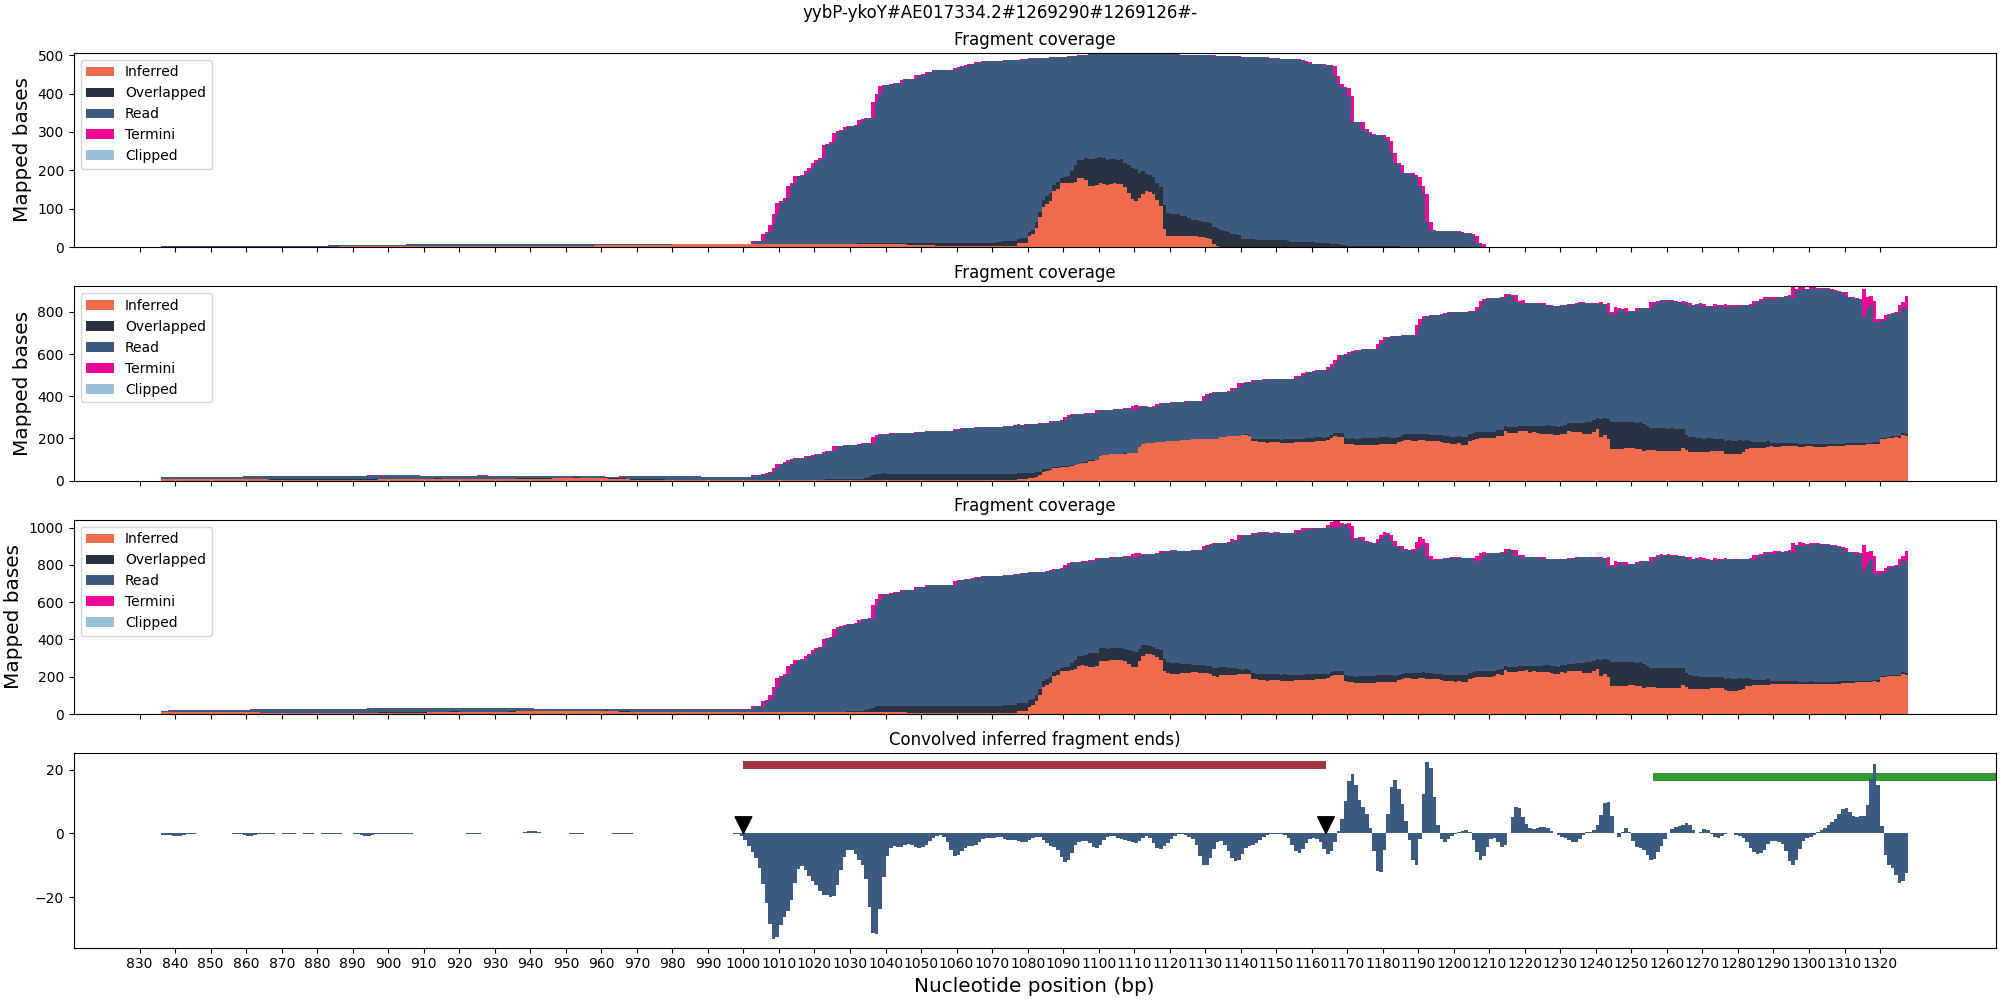 yybP-ykoY#AE017334.2#1269290#1269126#-
Fragment coverage
Mapped bases
500
400
300
200
100
0
Inferred
Overlapped
Read
Termini
Clipped
Fragment coverage
Mapped bases
800
600
400
200
0
Inferred
Overlapped
Read
Termini
Clipped
Fragment coverage
Mapped bases
1000
800
600
400
200
0
Inferred
Overlapped
Read
Termini
Clipped
Convolved inferred fragment ends)
20
0
−20
830 840 850 860 870 880 890 900 910 920 930 940 950 960 970 980 990 1000 1010 1020 1030 1040 1050 1060 1070 1080 1090 1100 1110 1120 1130 1140 1150 1160 1170 1180 1190 1200 1210 1220 1230 1240 1250 1260 1270 1280 1290 1300 1310 1320
Nucleotide position (bp)